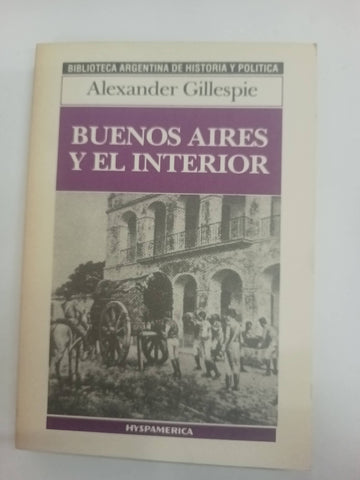 BIBLIOTECA ARGENTINA DE HISTORIA Y POLITICA
Alexander Gillespie
BUENOS AIRES
Y EL INTERIOR
HYSPAMERICA